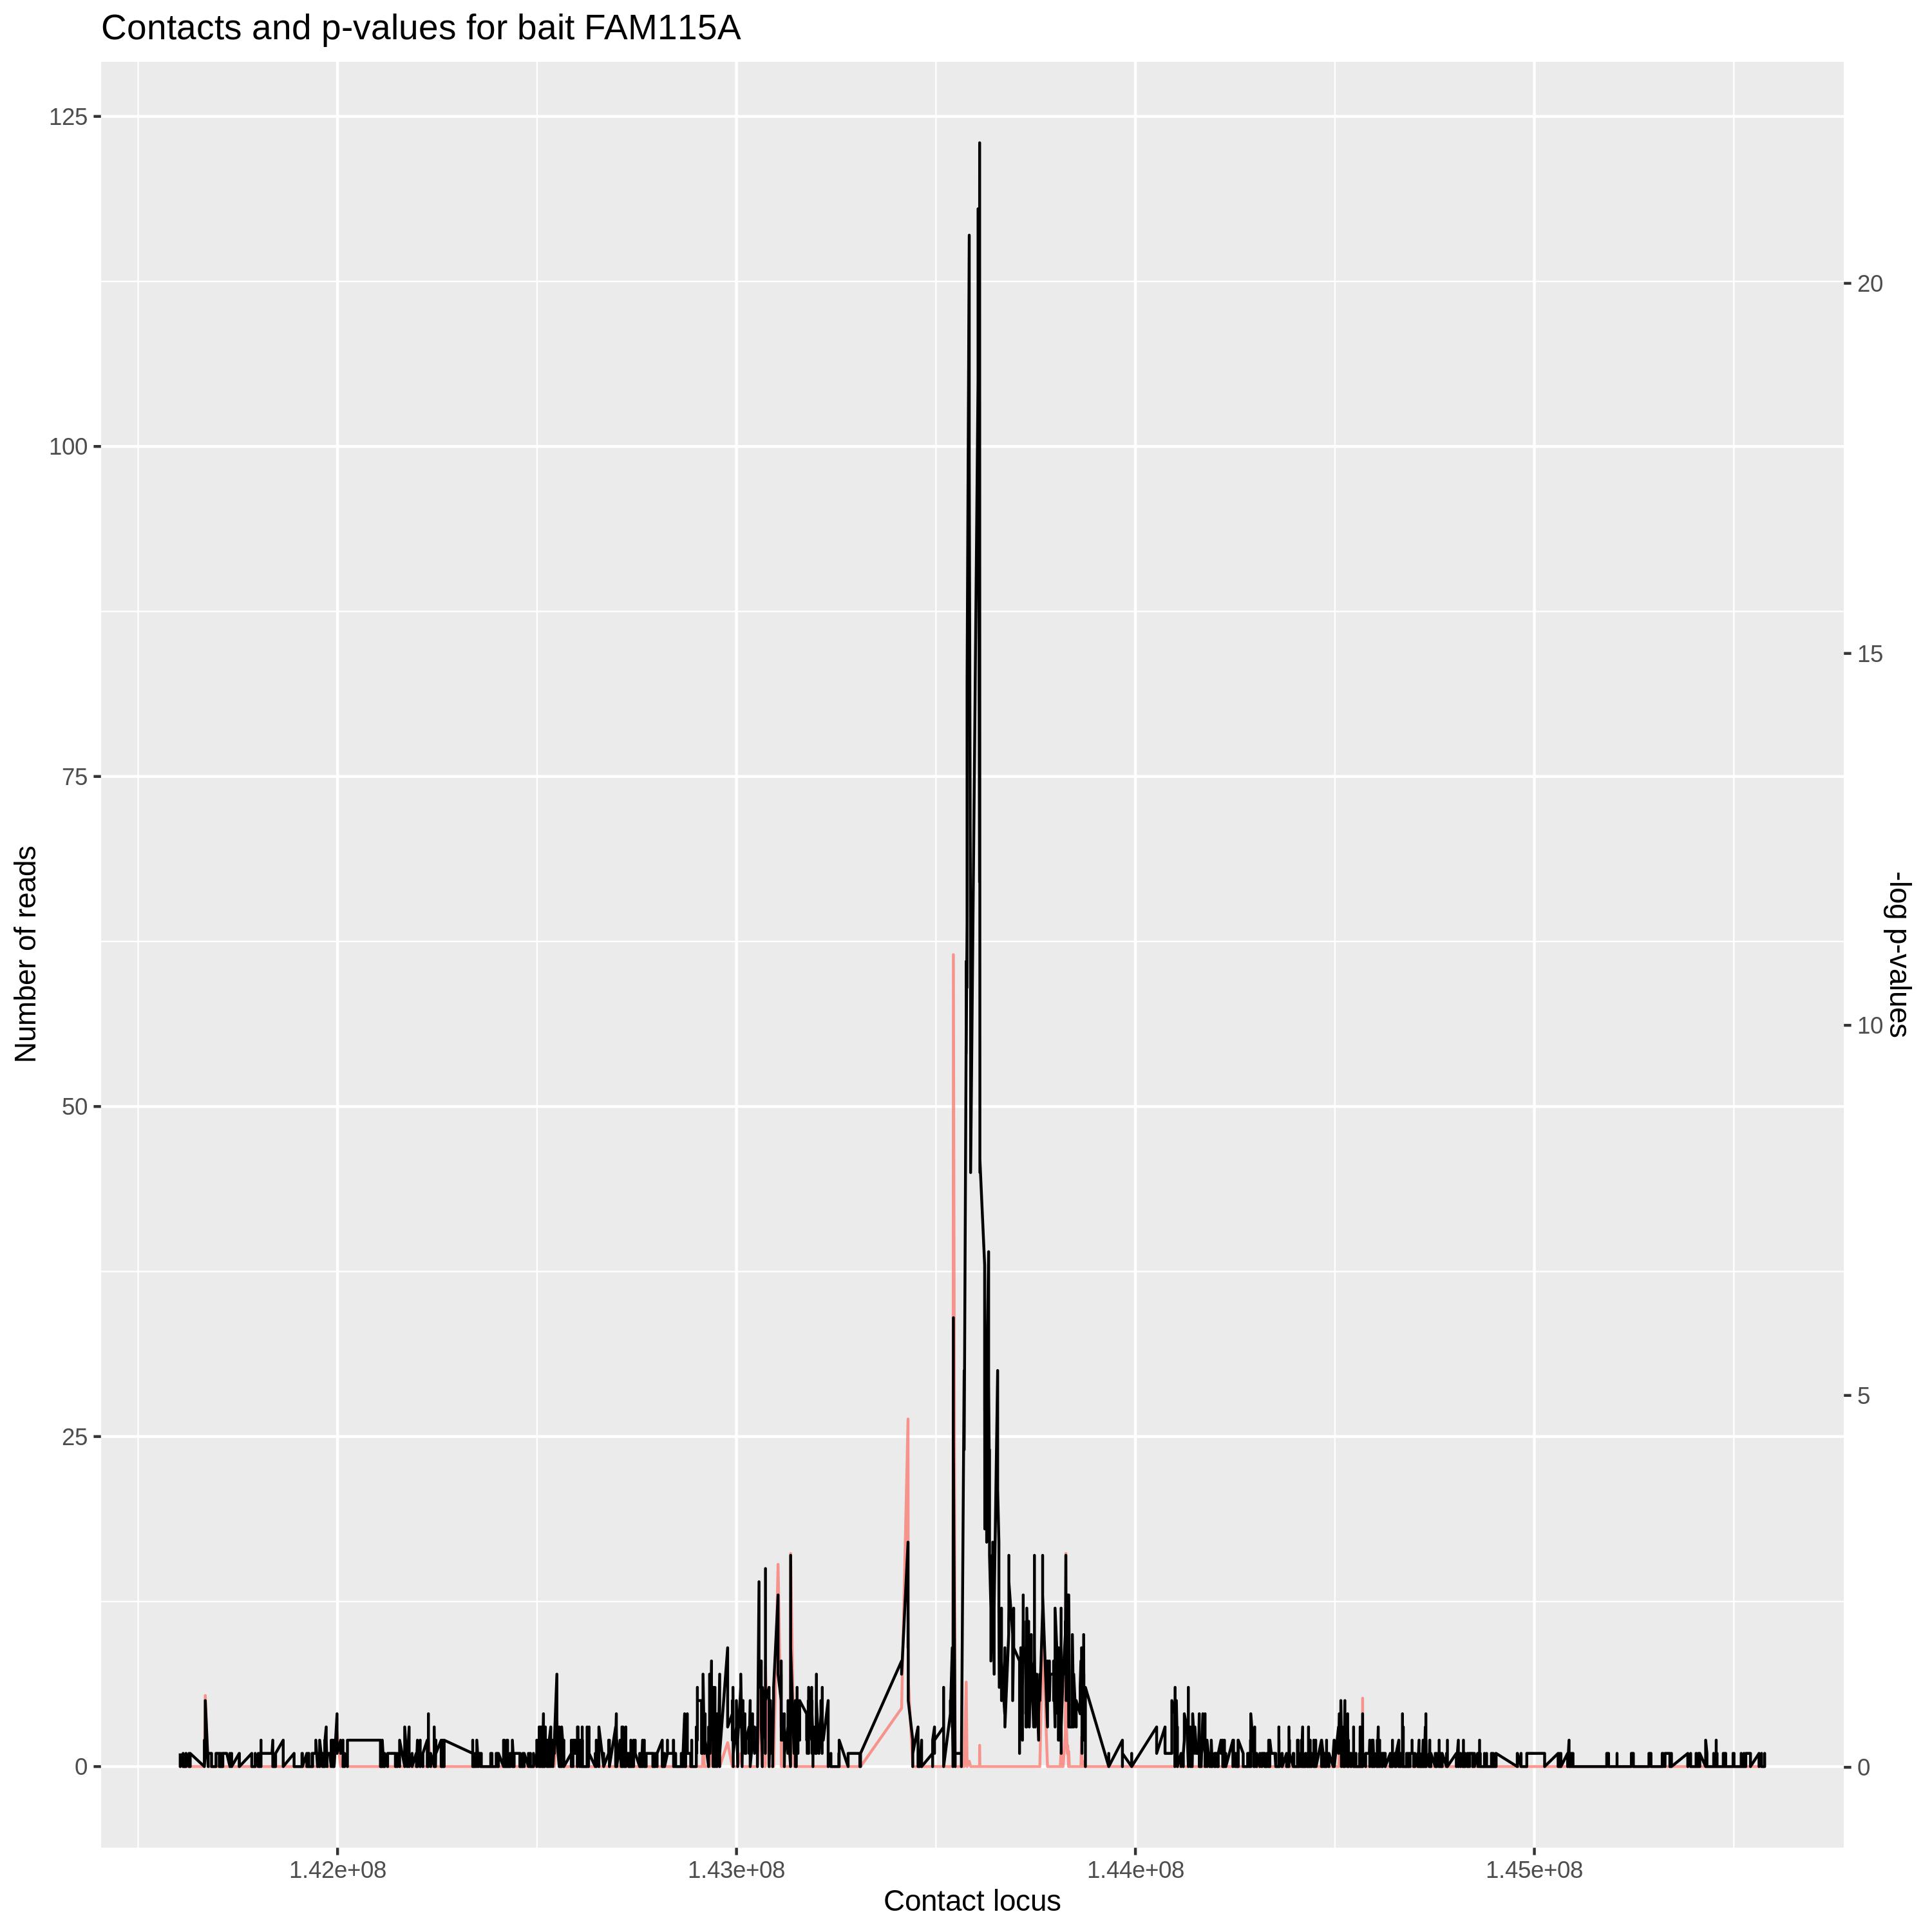 Contacts and p-values for bait FAM115A
125
100
75
50
25
0
Number of reads
20
15
10
5
0
-log p-values
1.42e+08
1.43e+08
1.44e+08
1.45e+08
Contact locus